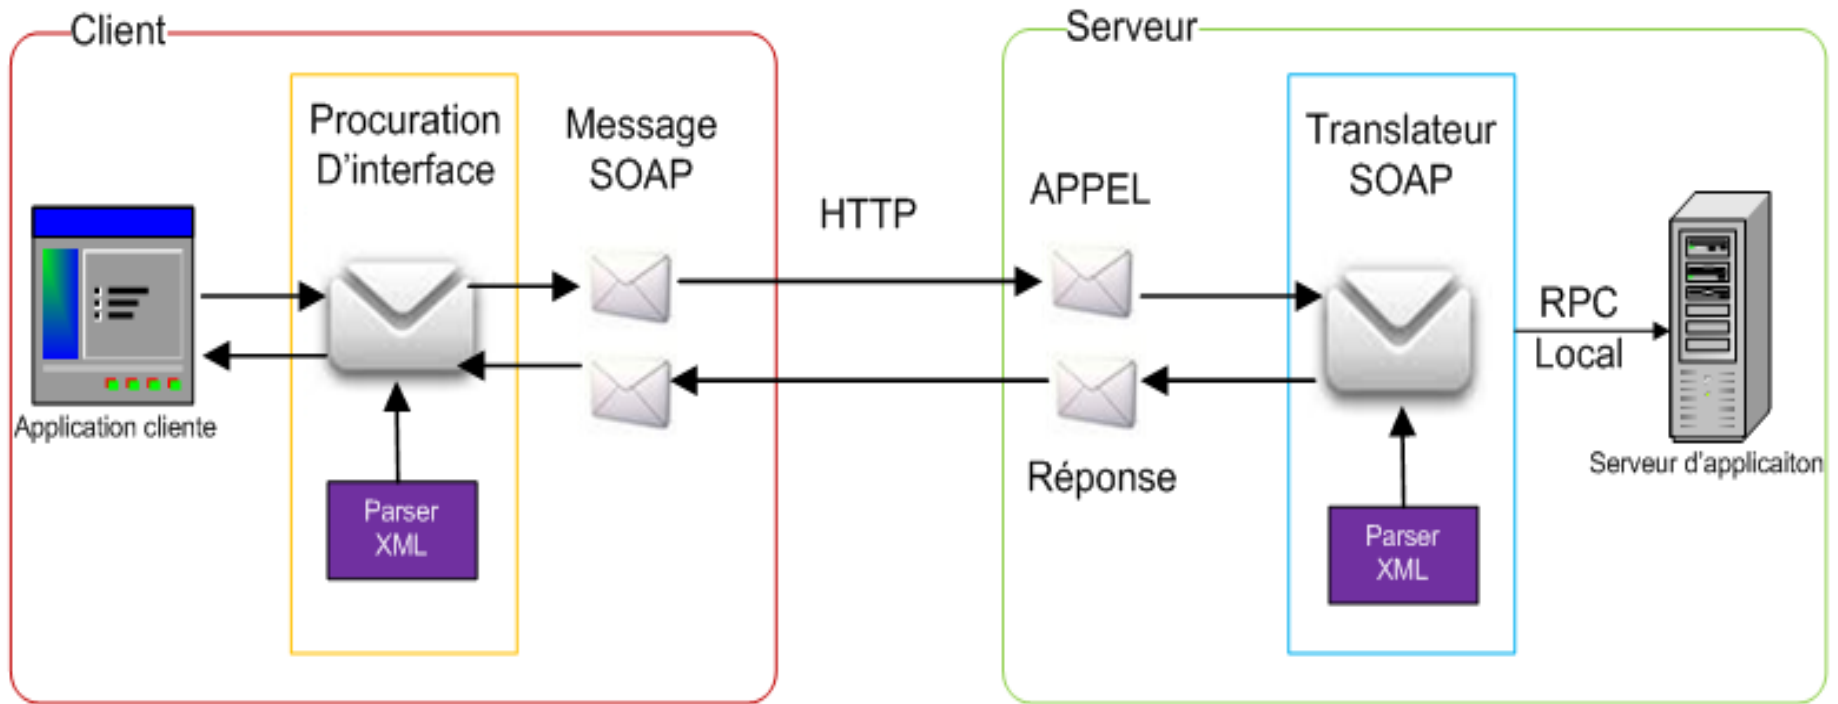 Client
Serveur
Procuration
D'interface
Message
SOAP
HTTP
APPEL
Translateur
SOAP
RPC
Local
Application cliente
Réponse
Serveur d'applicaiton
Parser
XML
Parser
XML